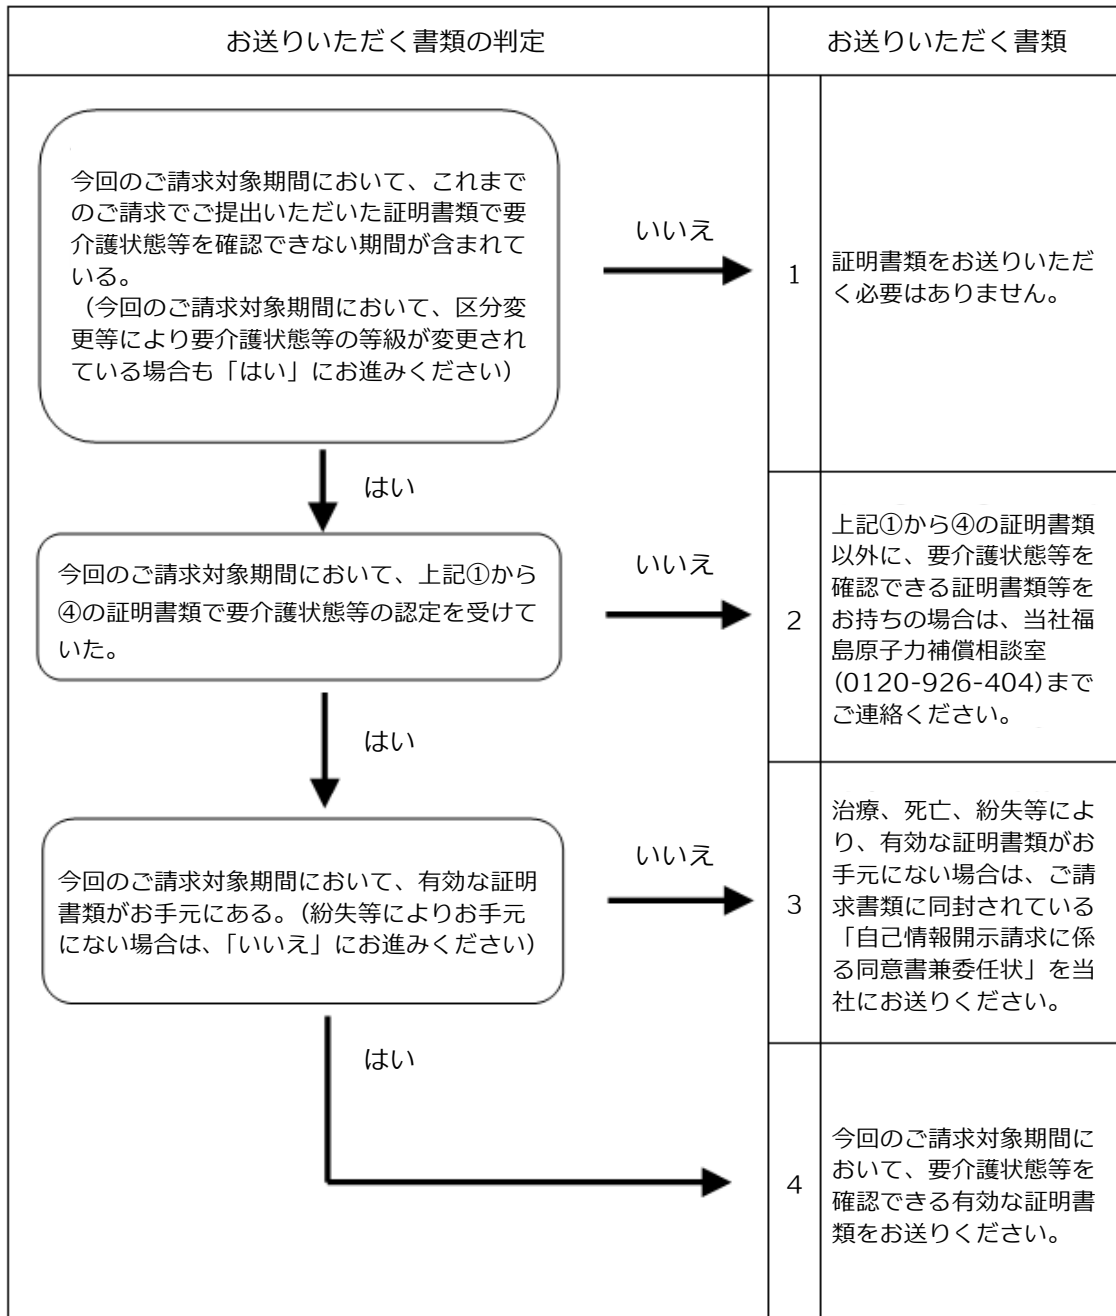 お送りいただく書類の判定
お送りいただく書類
今回のご請求対象期間において、これまで
のご請求でご提出いただいた証明書類で要
介護状態等を確認できない期間が含まれて
いる。
（今回のご請求対象期間において、区分変
更等により要介護状態等の等級が変更され
ている場合も「はい」にお進みください）
いいえ
1
証明書類をお送りいただ
く必要はありません。
はい
今回のご請求対象期間において、上記①から
④の証明書類で要介護状態等の認定を受けて
いた。
いいえ
2
上記①から④の証明書類
以外に、要介護状態等を
確認できる証明書類等を
お持ちの場合は、当社福
島原子力補償相談室
(0120-926-404)まで
ご連絡ください。
はい
今回のご請求対象期間において、有効な証明
書類がお手元にある。（紛失等によりお手元
にない場合は、「いいえ」にお進みください）
いいえ
3
治療、死亡、紛失等によ
り、有効な証明書類がお
手元にない場合は、ご請
求書類に同封されている
「自己情報開示請求に係
る同意書兼委任状」を当
社にお送りください。
はい
4
今回のご請求対象期間に
おいて、要介護状態等を
確認できる有効な証明書
類をお送りください。